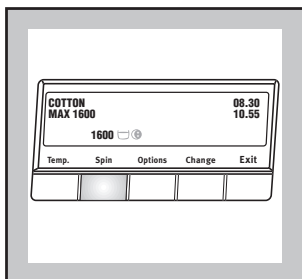 COTTON 08.30
MAX 1600 10.55
1600
Temp. Spin Options Change Exit